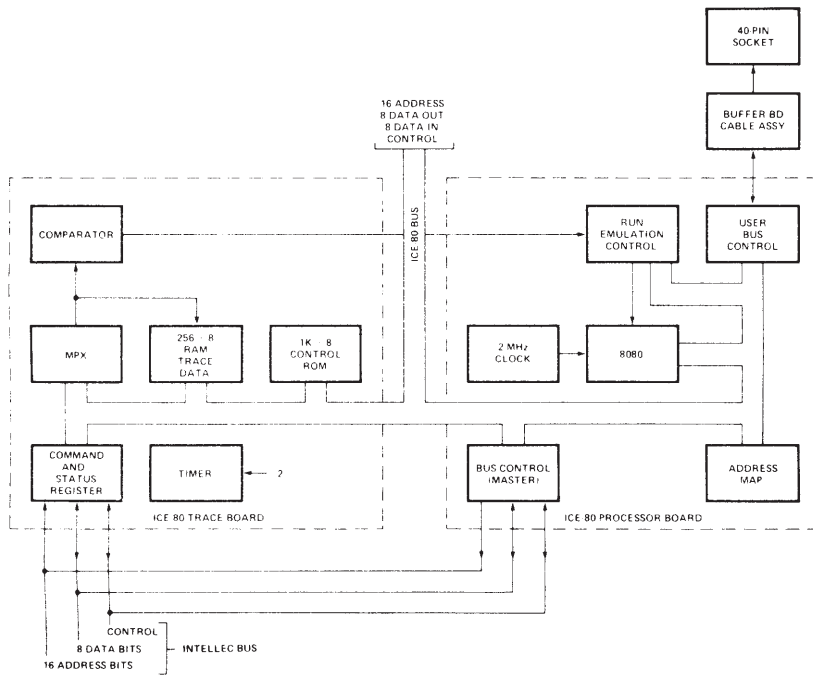 40-PIN
SOCKET
BUFFER BD
CABLE ASSY
16 ADDRESS
8 DATA OUT
8 DATA IN
CONTROL
ICE 80 BUS
COMPARATOR
RUN
EMULATION
CONTROL
USER
BUS
CONTROL
MPX
256 · 8
RAM
TRACE
DATA
1K · 8
CONTROL
ROM
2 MHz
CLOCK
8080
COMMAND
AND
STATUS
REGISTER
TIMER
2
BUS CONTROL
(MASTER)
ADDRESS
MAP
ICE 80 TRACE BOARD
ICE 80 PROCESSOR BOARD
CONTROL
8 DATA BITS
INTELLEC BUS
16 ADDRESS BITS